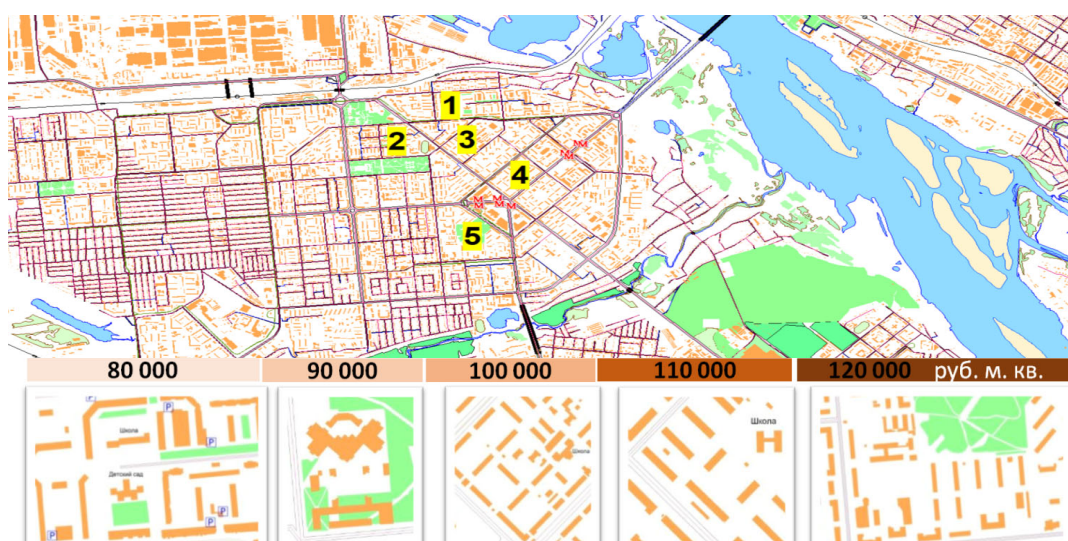 1
2
3
4
5
М М М
М М М М
80 000
90 000
100 000
110 000
120 000 руб. м. кв.
Р
Школа
Р
Детский сад
Р
Р
Р
Школа
Школа